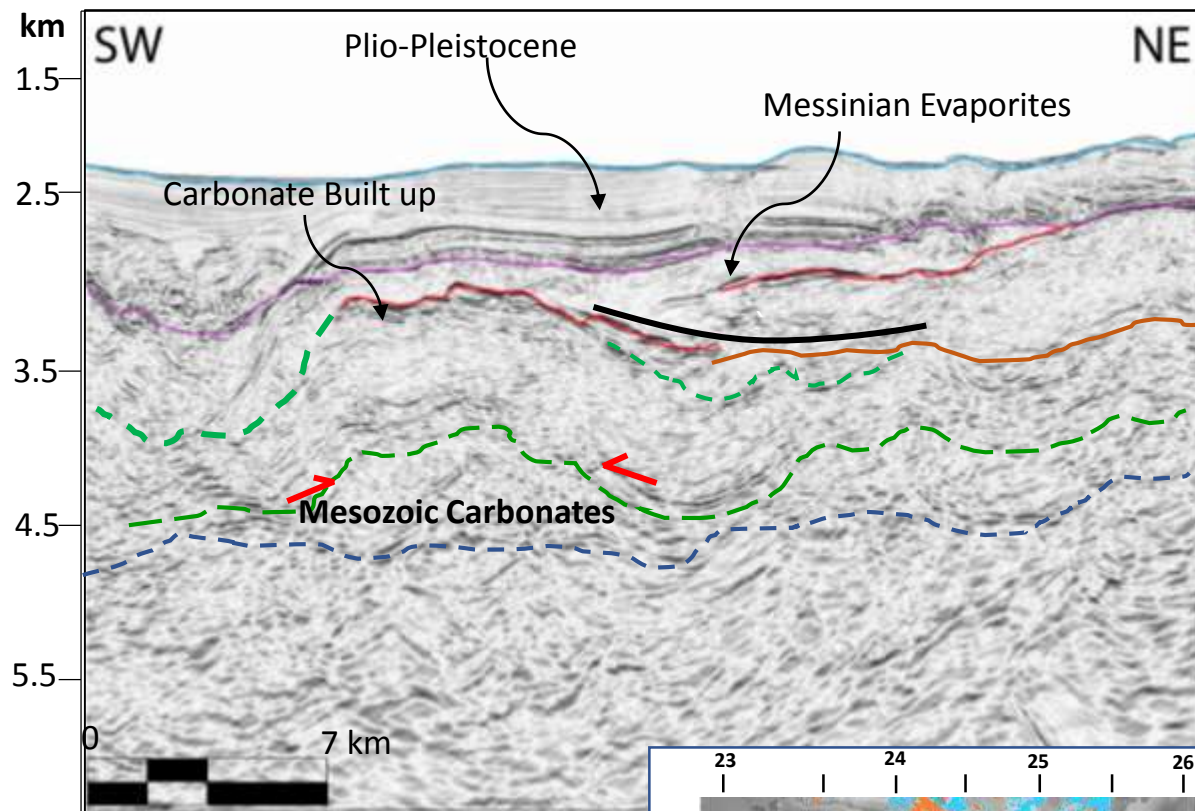 km
SW
NE
Plio-Pleistocene
1.5
Messinian Evaporites
2.5
Carbonate Built up
3.5
Mesozoic Carbonates
4.5
5.5
0
7 km
23
24
25
26